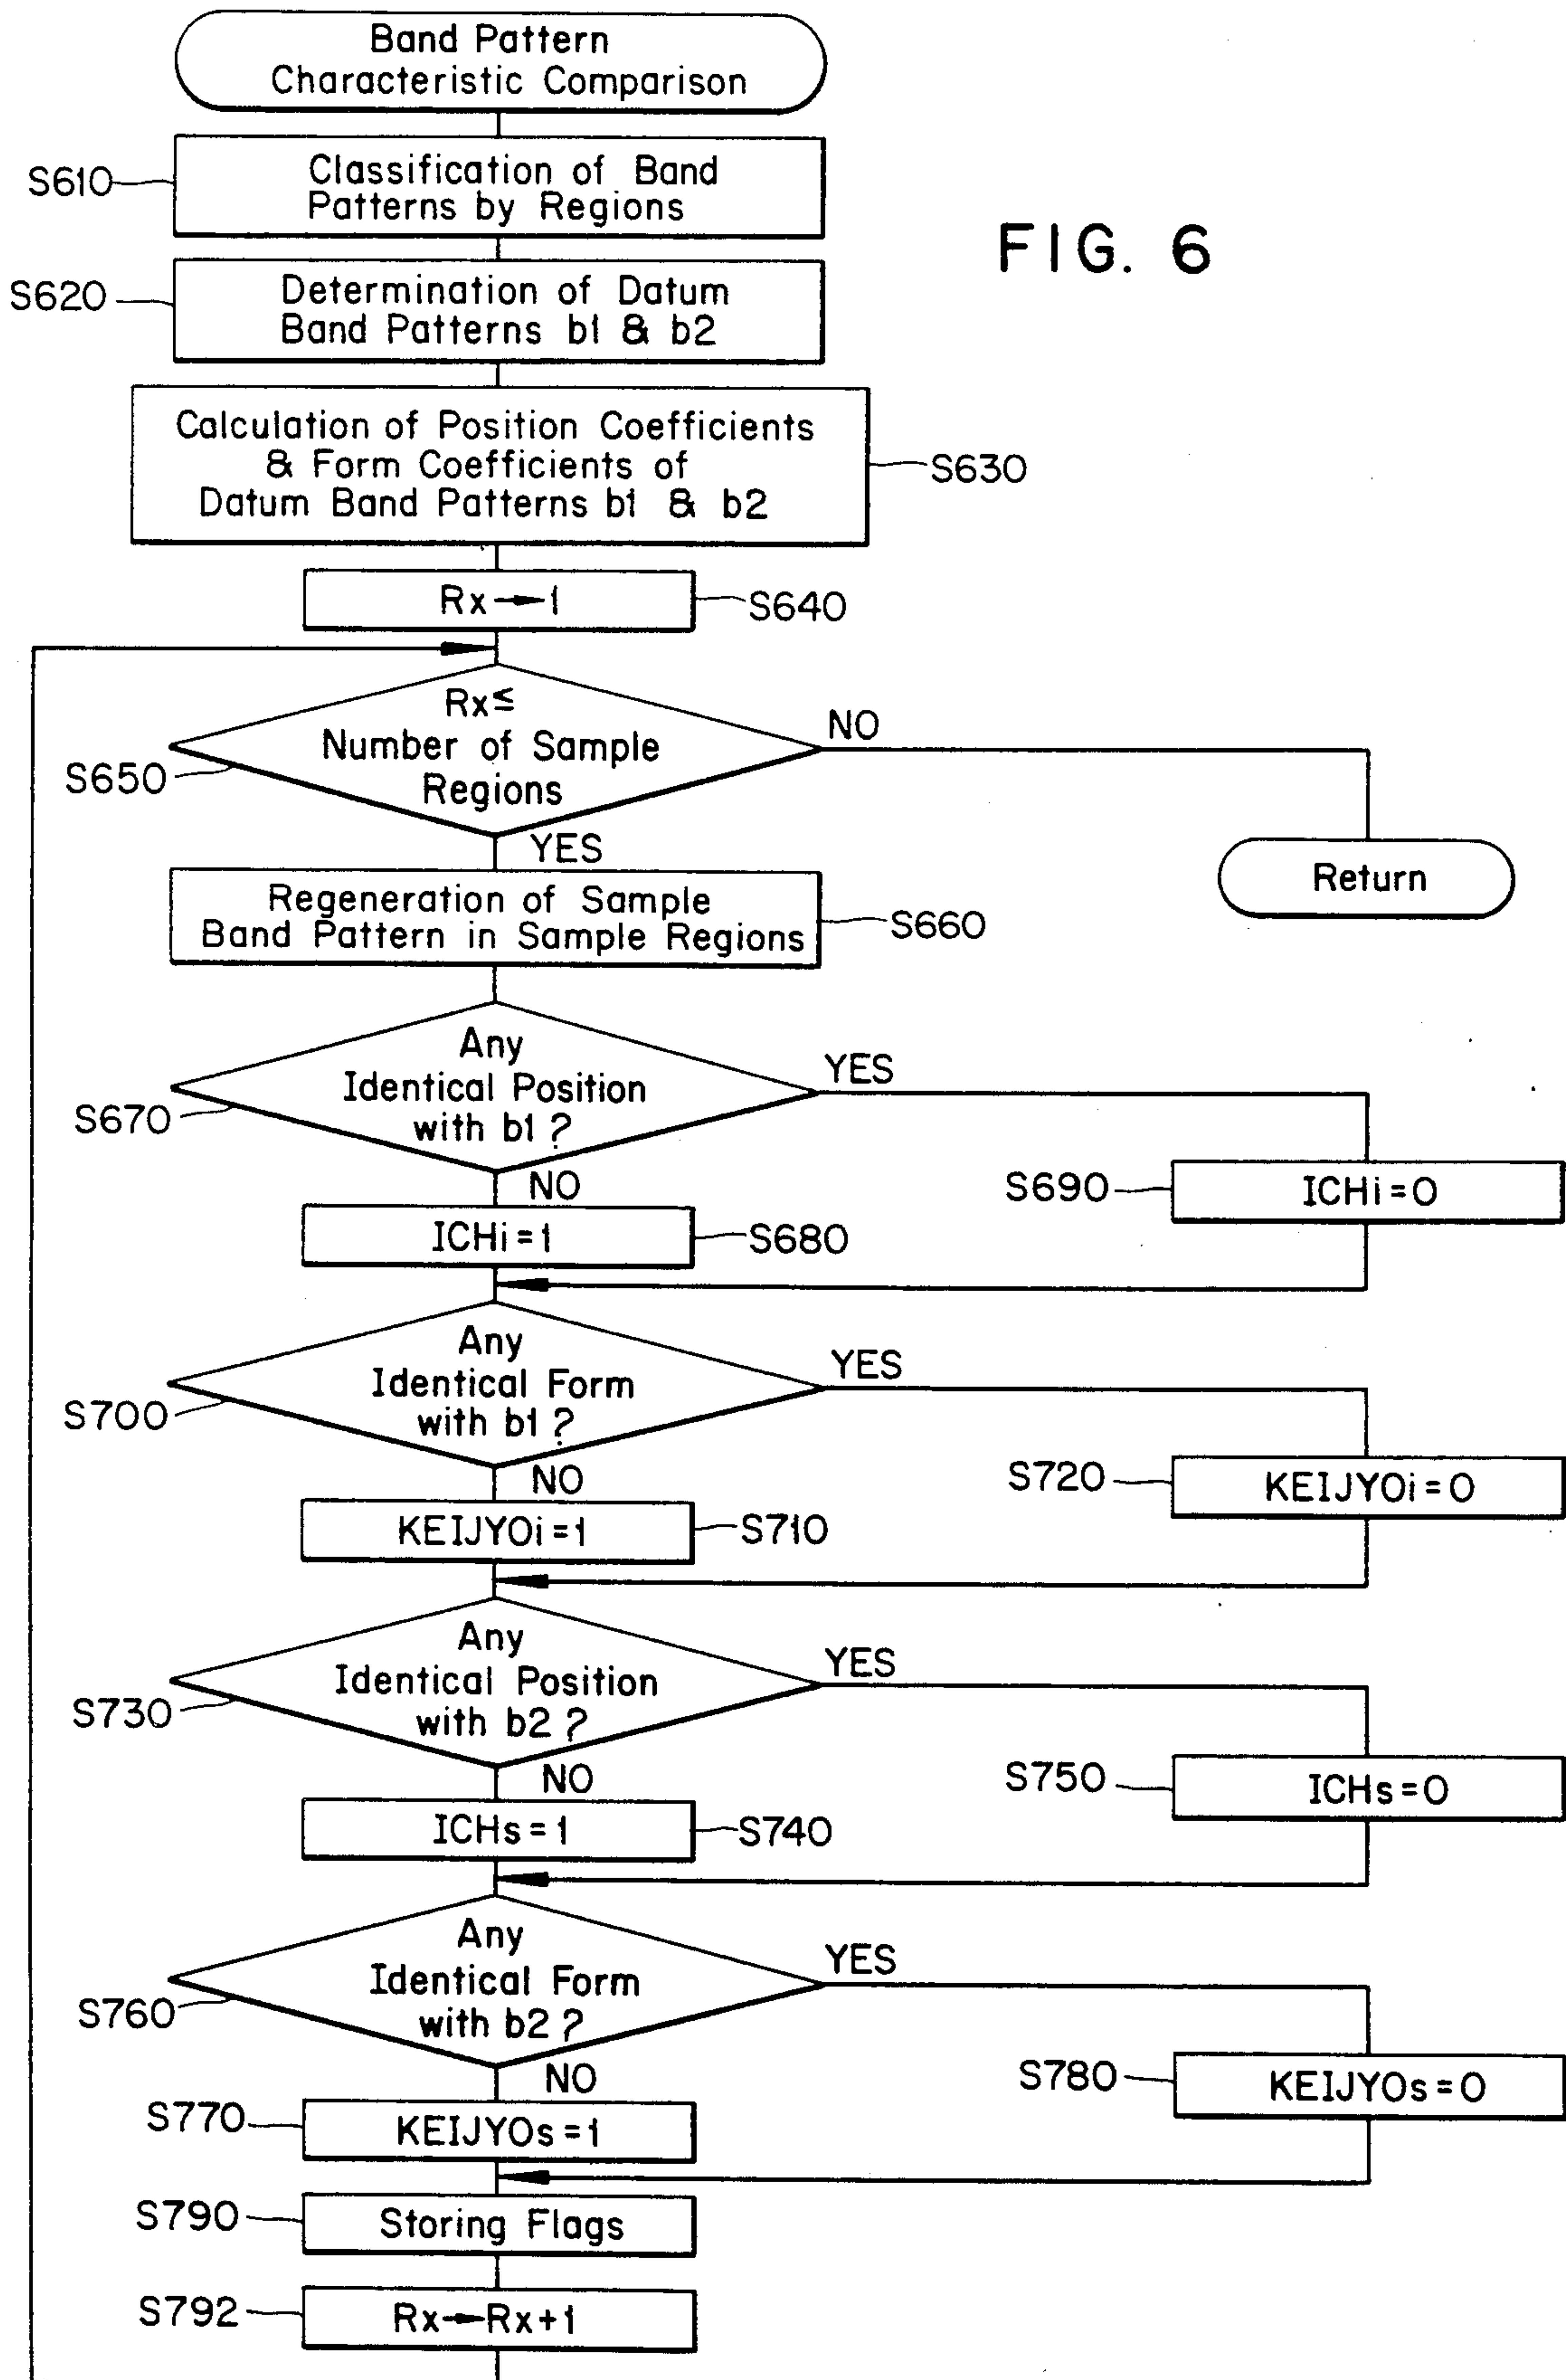 Band Pattern
Characteristic Comparison
S610
Classification of Band
Patterns by Regions
FIG. 6
S620
Determination of Datum
Band Patterns b1 & b2
Calculation of Position Coefficients
& Form Coefficients of
Datum Band Patterns b1 & b2
S630
Rx → 1
S640
Rx ≤
Number of Sample
Regions
NO
S650
YES
Return
Regeneration of Sample
Band Pattern in Sample Regions
S660
Any
Identical Position
with b1 ?
YES
S670
NO
S690
ICHi = 0
ICHi = 1
S680
Any
Identical Form
with b1 ?
YES
S700
NO
S720
KEIJYOi = 0
KEIJYOi = 1
S710
Any
Identical Position
with b2 ?
YES
S730
NO
S750
ICHs = 0
ICHs = 1
S740
Any
Identical Form
with b2 ?
YES
S760
NO
S780
KEIJYOs = 0
S770
KEIJYOs = 1
S790
Storing Flags
S792
Rx → Rx + 1